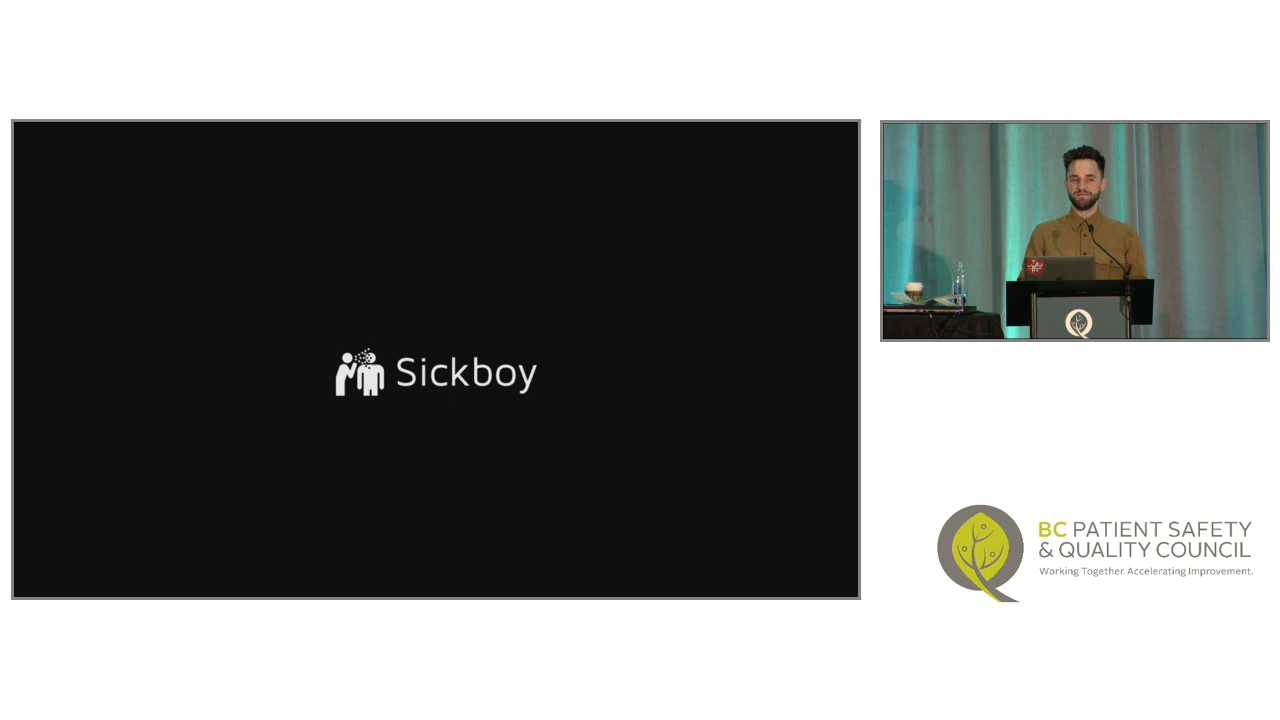 Sickboy
BC PATIENT SAFETY
& QUALITY COUNCIL
Working Together. Accelerating Improvement.